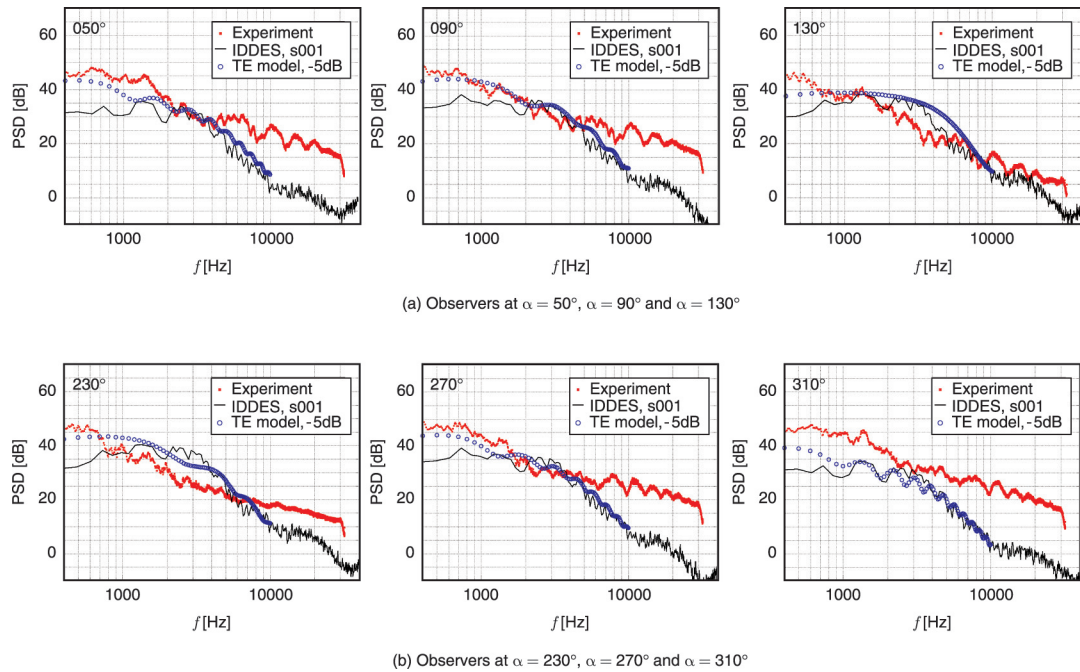 050°
Experiment
IDDES, s001
TE model, -5dB
60
40
20
0
PSD [dB]
1000
10000
f [Hz]
090°
Experiment
IDDES, s001
TE model, -5dB
60
40
20
0
PSD [dB]
1000
10000
f [Hz]
130°
Experiment
IDDES, s001
TE model, -5dB
60
40
20
0
PSD [dB]
1000
10000
f [Hz]
(a) Observers at α = 50°, α = 90° and α = 130°
230°
Experiment
IDDES, s001
TE model, -5dB
60
40
20
0
PSD [dB]
1000
10000
f [Hz]
270°
Experiment
IDDES, s001
TE model, -5dB
60
40
20
0
PSD [dB]
1000
10000
f [Hz]
310°
Experiment
IDDES, s001
TE model, -5dB
60
40
20
0
PSD [dB]
1000
10000
f [Hz]
(b) Observers at α = 230°, α = 270° and α = 310°